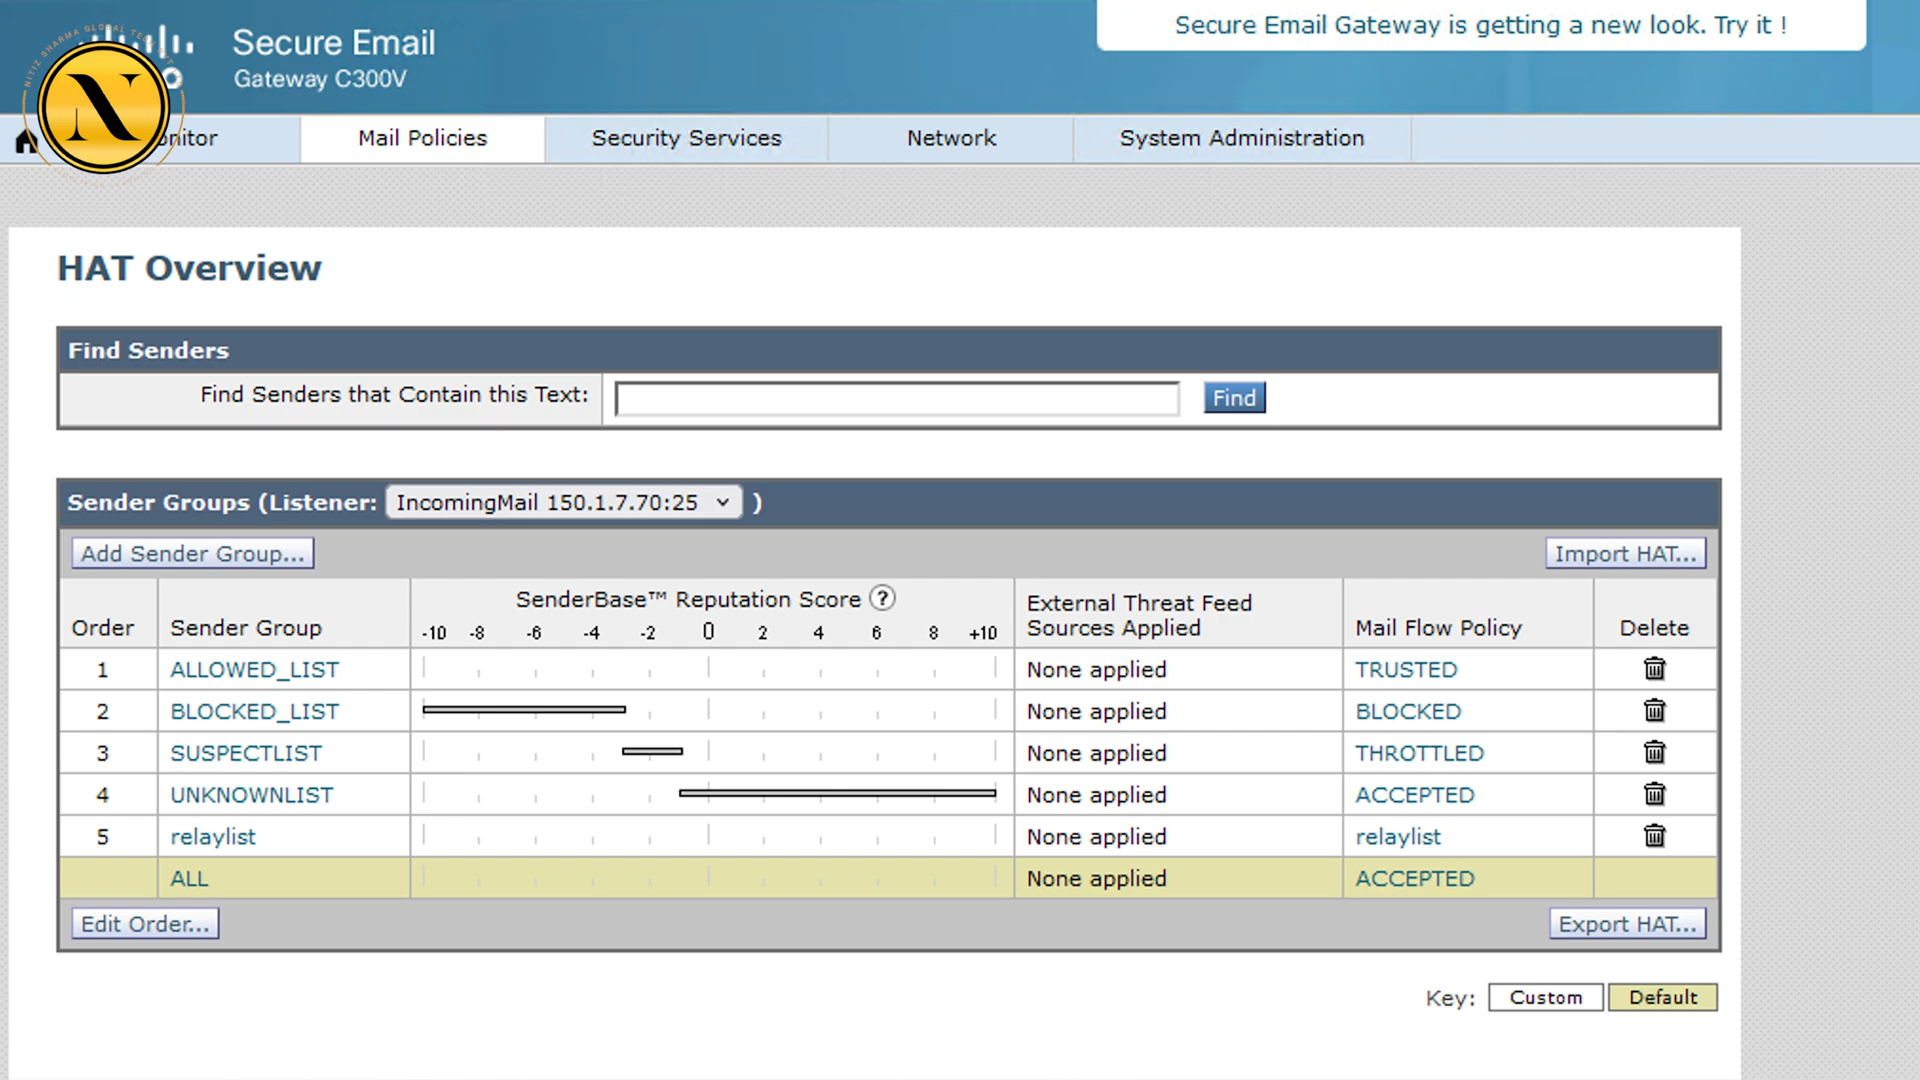 Secure Email Gateway is getting a new look. Try it !
Secure Email
Gateway C300V
NITIZ SHARMA GLOBAL
N
onitor
Mail Policies
Security Services
Network
System Administration
HAT Overview
Find Senders
Find Senders that Contain this Text:
Find
Sender Groups (Listener: IncomingMail 150.1.7.70:25 )
Add Sender Group...
Import HAT...
Order
Sender Group
SenderBase™ Reputation Score ?
-10 -8 -6 -4 -2 0 2 4 6 8 +10
External Threat Feed
Sources Applied
Mail Flow Policy
Delete
1 ALLOWED_LIST None applied TRUSTED
2 BLOCKED_LIST None applied BLOCKED
3 SUSPECTLIST None applied THROTTLED
4 UNKNOWNLIST None applied ACCEPTED
5 relaylist None applied relaylist
ALL None applied ACCEPTED
Edit Order...
Export HAT...
Key: Custom Default